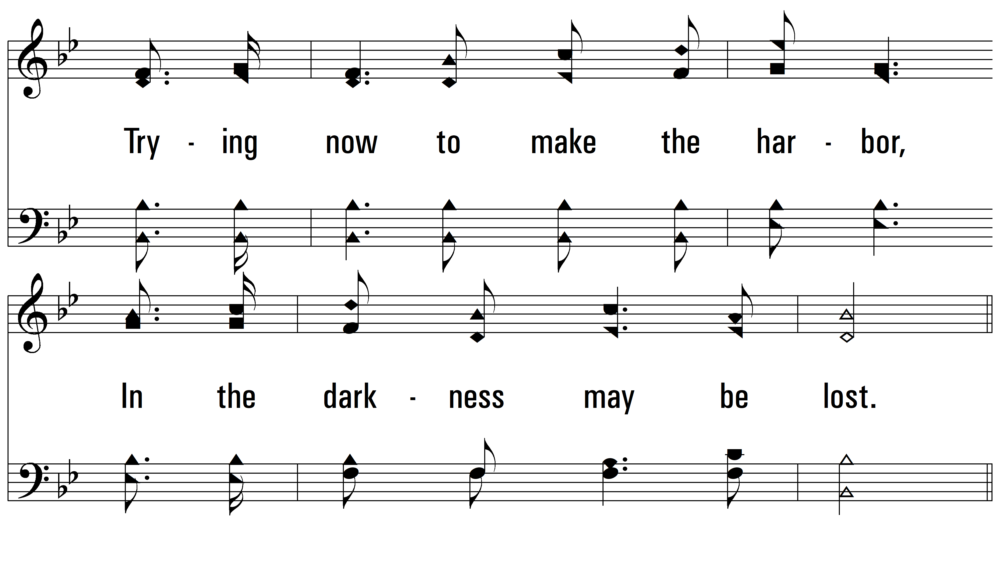 Try - ing now to make the har - bor,
In the dark - ness may be lost.